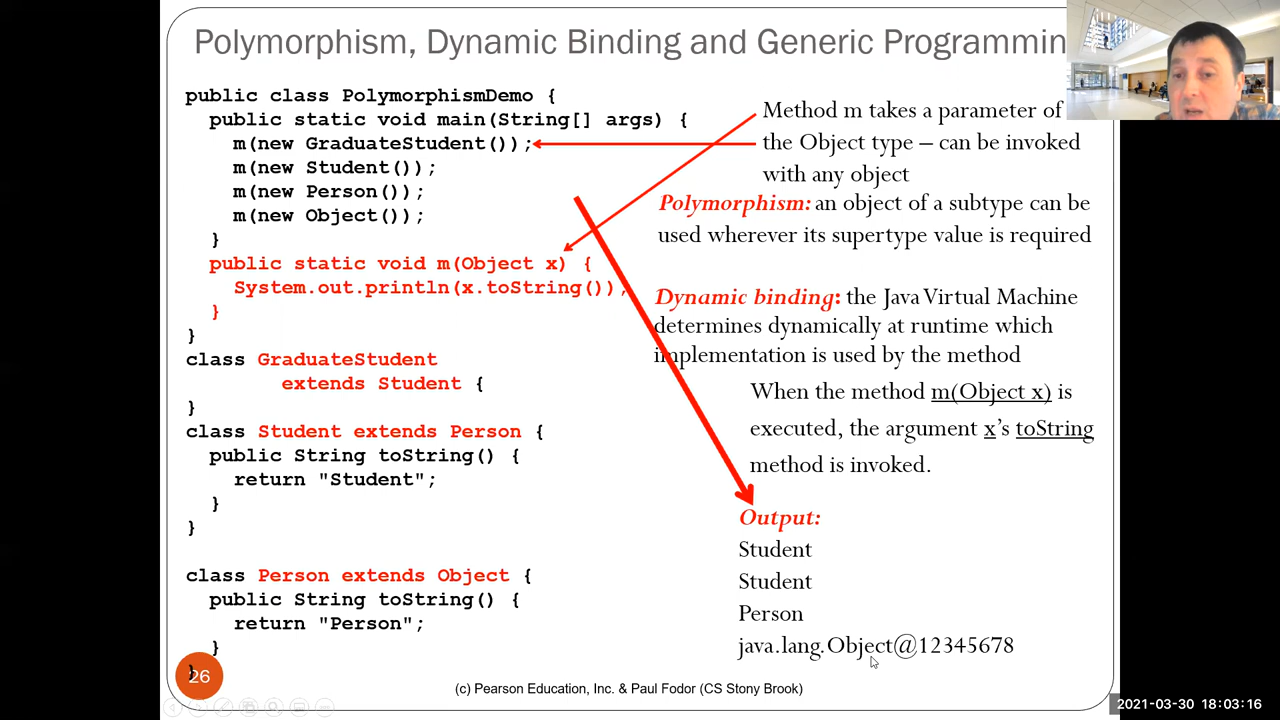 Polymorphism, Dynamic Binding and Generic Programmin
public class PolymorphismDemo {
public static void main(String[] args) {
m(new GraduateStudent());
m(new Student());
m(new Person());
m(new Object());
}
public static void m(Object x) {
System.out.println(x.toString());
}
}
class GraduateStudent
extends Student {
}
class Student extends Person {
public String toString() {
return "Student";
}
}
class Person extends Object {
public String toString() {
return "Person";
}
}
Method m takes a parameter of
the Object type – can be invoked
with any object
Polymorphism: an object of a subtype can be
used wherever its supertype value is required
Dynamic binding: the Java Virtual Machine
determines dynamically at runtime which
implementation is used by the method
When the method m(Object x) is
executed, the argument x's toString
method is invoked.
Output:
Student
Student
Person
java.lang.Object@12345678
26
(c) Pearson Education, Inc. & Paul Fodor (CS Stony Brook)
2021-03-30 18:03:16